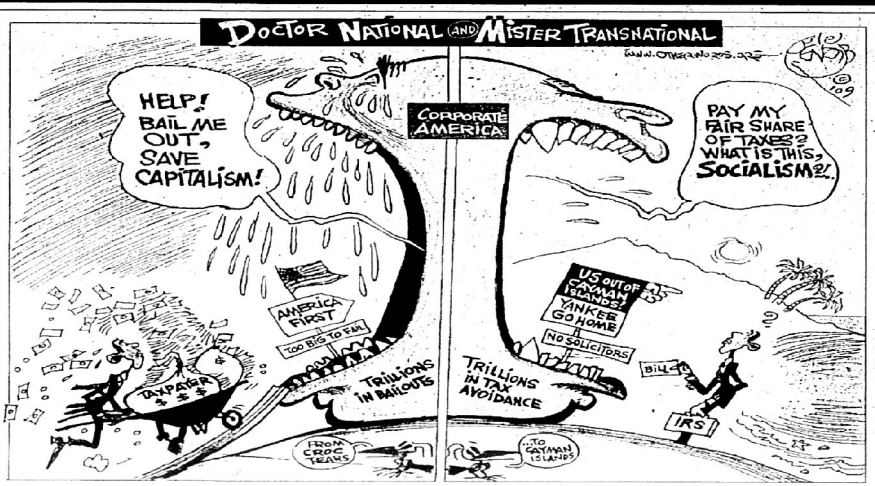 DOCTOR NATIONAL AND MISTER TRANSNATIONAL
WWW.OTHERWORDS.ORG
© '09
HELP!
BAIL ME
OUT,
SAVE
CAPITALISM!
CORPORATE
AMERICA
PAY MY
FAIR SHARE
OF TAXES?
WHAT IS THIS,
SOCIALISM?!
AMERICA
FIRST
TOO BIG TO FAIL
TAXPAYER
$ $ $
TRILLIONS
IN BAILOUTS
US OUT OF
CAYMAN
ISLANDS!
YANKEE
GO HOME
NO SOLICITORS
TRILLIONS
IN TAX
AVOIDANCE
BILL
?
IRS
FROM
CROC
TEARS
...TO
CAYMAN
ISLANDS